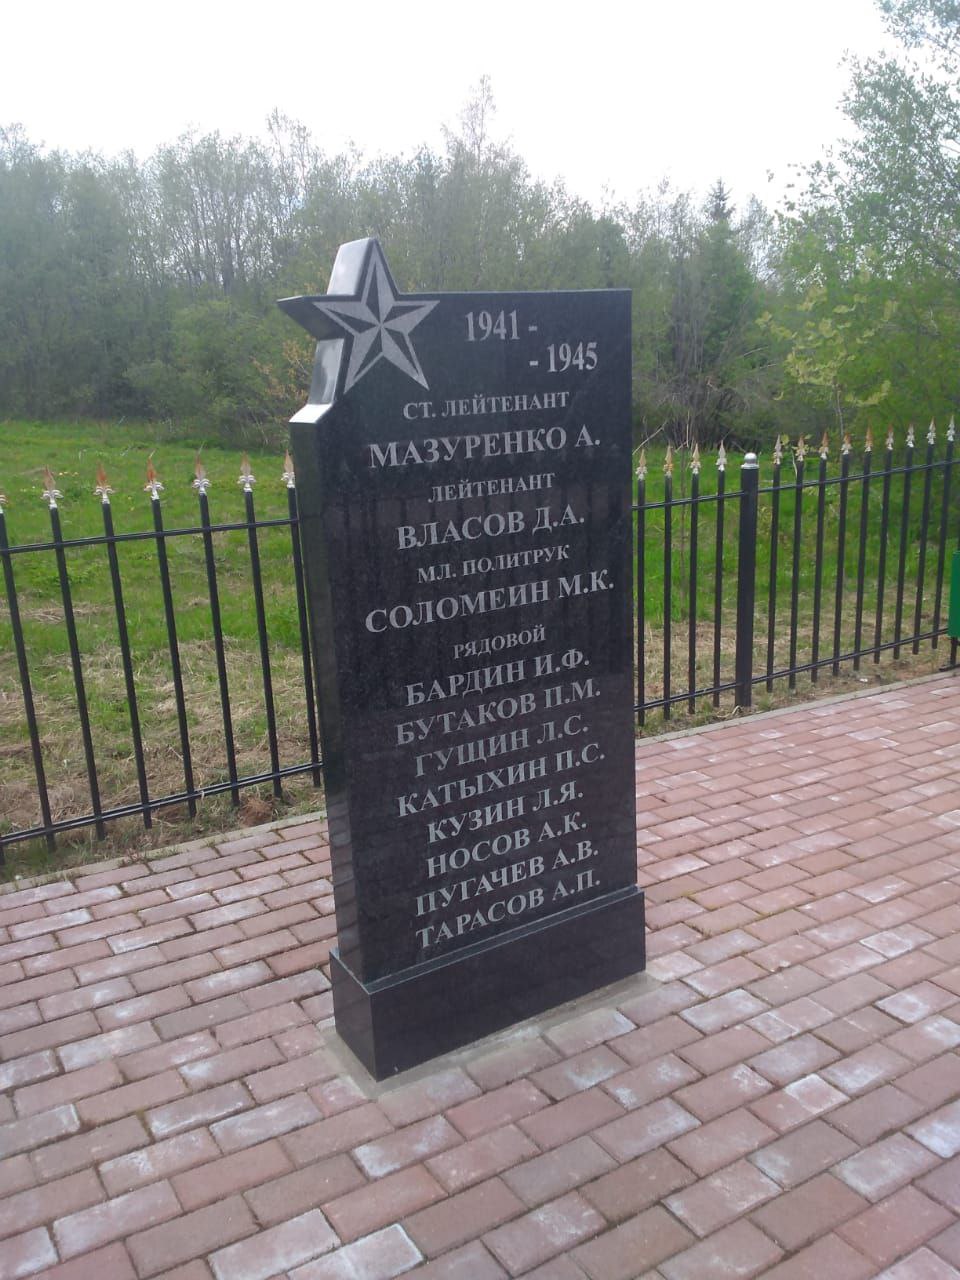 1941 -
- 1945
СТ. ЛЕЙТЕНАНТ
МАЗУРЕНКО А.
ЛЕЙТЕНАНТ
ВЛАСОВ Д.А.
МЛ. ПОЛИТРУК
СОЛОМЕИН М.К.
РЯДОВОЙ
БАРДИН И.Ф.
БУТАКОВ П.М.
ГУЩИН Л.С.
КАТЫХИН П.С.
КУЗИН Л.Я.
НОСОВ А.К.
ПУГАЧЕВ А.В.
ТАРАСОВ А.П.